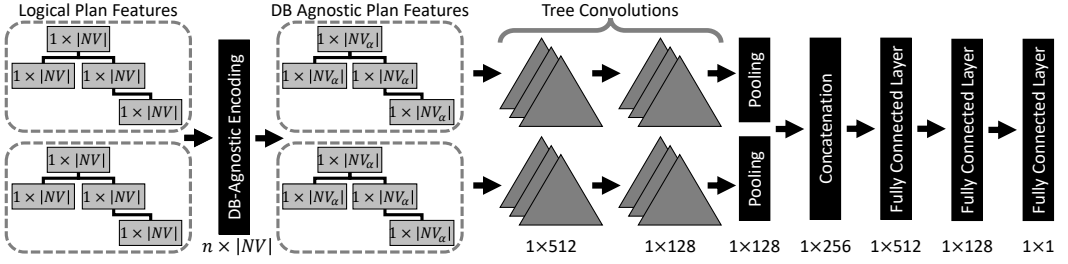 Logical Plan Features
DB Agnostic Plan Features
Tree Convolutions
1 × |NV|
1 × |NV| 1 × |NV|
1 × |NV|
1 × |NV|
1 × |NV| 1 × |NV|
1 × |NV|
DB-Agnostic Encoding
n × |NV|
1 × |NVα|
1 × |NVα| 1 × |NVα|
1 × |NVα|
1 × |NVα|
1 × |NVα| 1 × |NVα|
1 × |NVα|
Pooling
Pooling
Concatenation
Fully Connected Layer
Fully Connected Layer
Fully Connected Layer
1×512 1×128 1×128 1×256 1×512 1×128 1×1